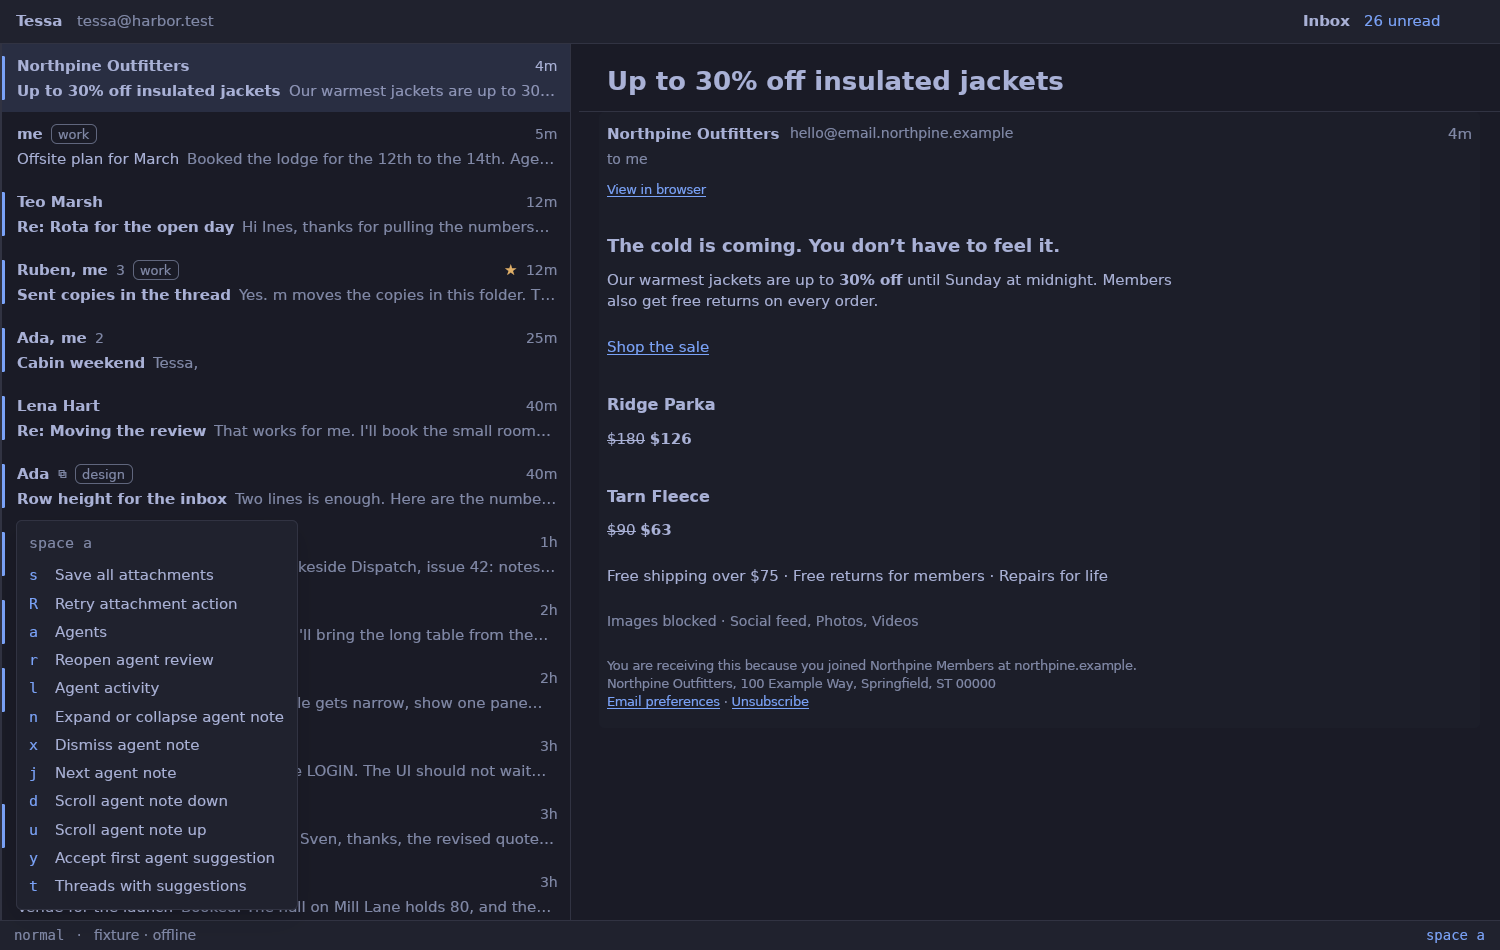 Tessa tessa@harbor.test Inbox 26 unread
Northpine Outfitters 4m
Up to 30% off insulated jackets Our warmest jackets are up to 30…
me work 5m
Offsite plan for March Booked the lodge for the 12th to the 14th. Age…
Teo Marsh 12m
Re: Rota for the open day Hi Ines, thanks for pulling the numbers…
Ruben, me 3 work ★ 12m
Sent copies in the thread Yes. m moves the copies in this folder. T…
Ada, me 2 25m
Cabin weekend Tessa,
Lena Hart 40m
Re: Moving the review That works for me. I'll book the small room…
Ada design 40m
Row height for the inbox Two lines is enough. Here are the numbe…
1h
keside Dispatch, issue 42: notes…
2h
'll bring the long table from the…
2h
le gets narrow, show one pane…
3h
LOGIN. The UI should not wait…
3h
Sven, thanks, the revised quote…
3h
on Mill Lane holds 80, and the…
space a
s Save all attachments
R Retry attachment action
a Agents
r Reopen agent review
l Agent activity
n Expand or collapse agent note
x Dismiss agent note
j Next agent note
d Scroll agent note down
u Scroll agent note up
y Accept first agent suggestion
t Threads with suggestions
Up to 30% off insulated jackets
Northpine Outfitters hello@email.northpine.example 4m
to me
View in browser
The cold is coming. You don’t have to feel it.
Our warmest jackets are up to 30% off until Sunday at midnight. Members
also get free returns on every order.
Shop the sale
Ridge Parka
$180 $126
Tarn Fleece
$90 $63
Free shipping over $75 · Free returns for members · Repairs for life
Images blocked · Social feed, Photos, Videos
You are receiving this because you joined Northpine Members at northpine.example.
Northpine Outfitters, 100 Example Way, Springfield, ST 00000
Email preferences · Unsubscribe
normal · fixture · offline space a